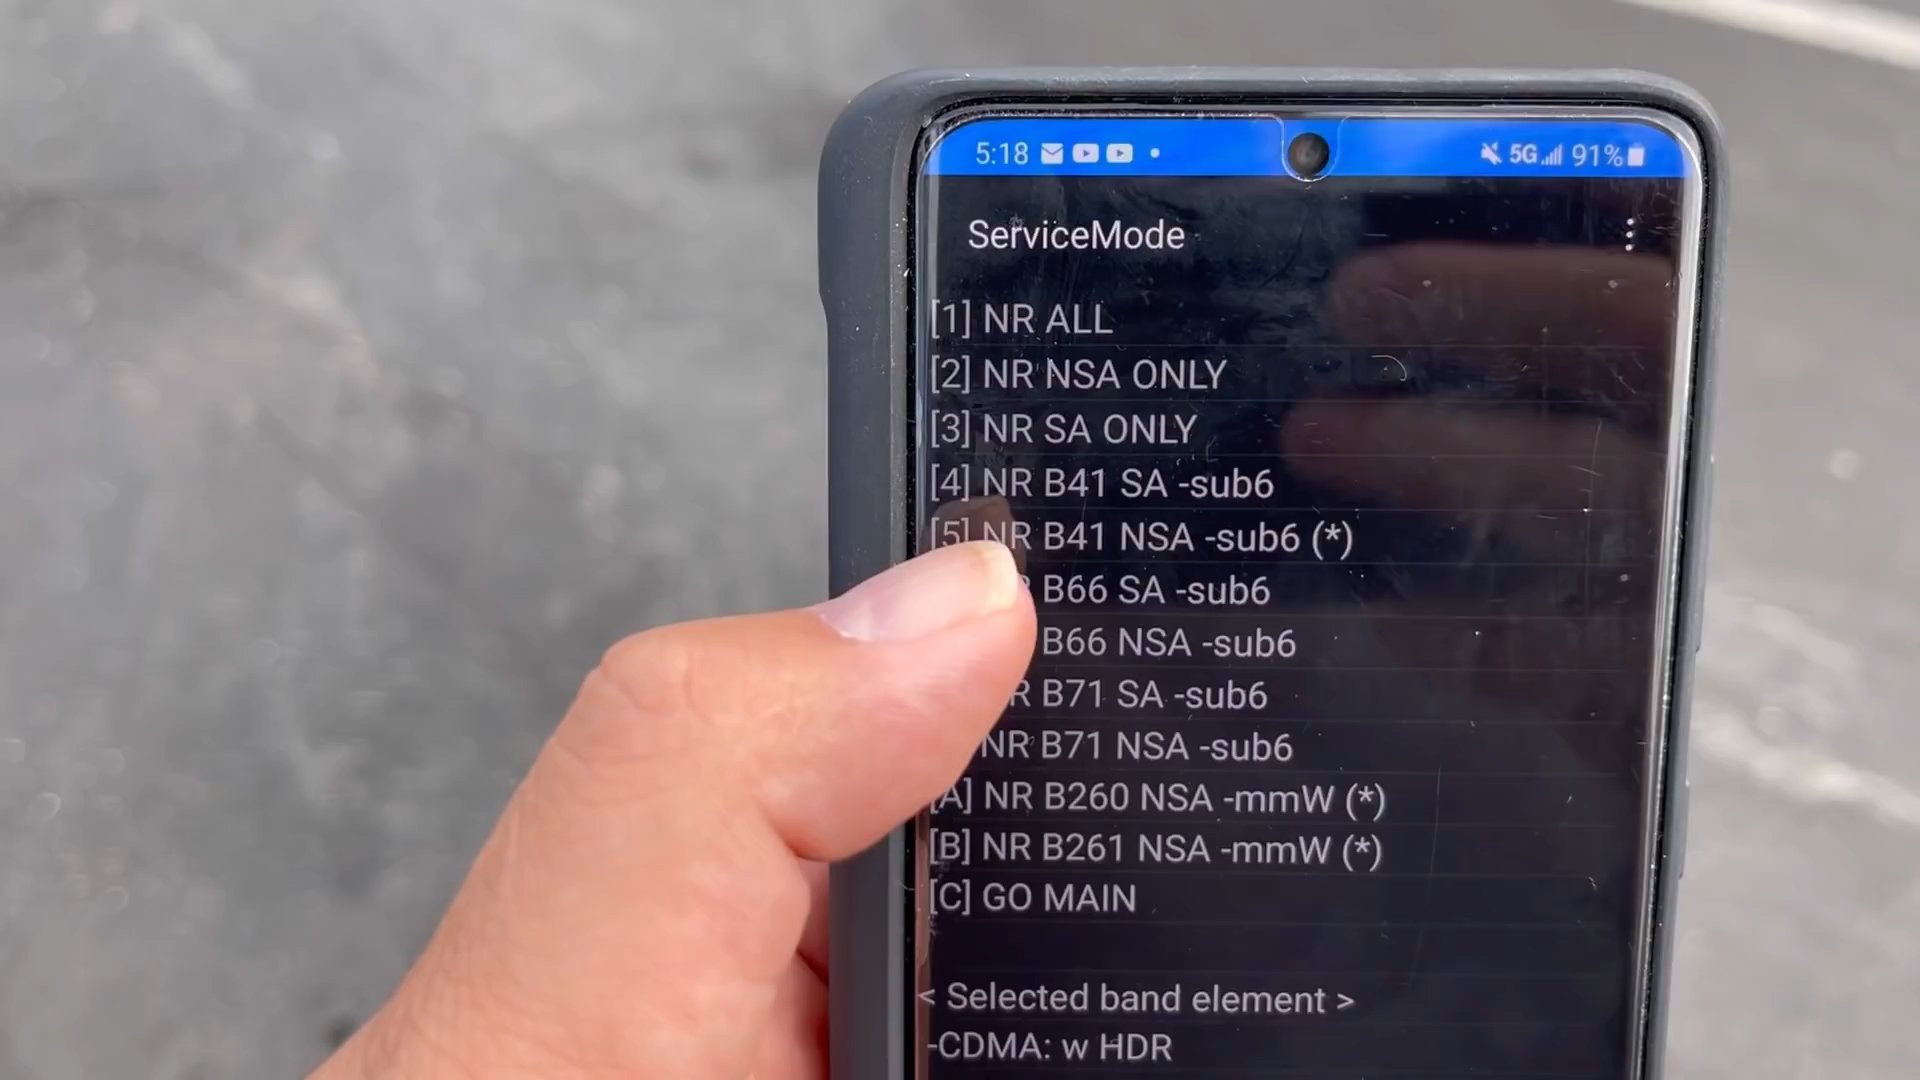 5:18 5G 91%
ServiceMode
[1] NR ALL
[2] NR NSA ONLY
[3] NR SA ONLY
[4] NR B41 SA -sub6
[5] NR B41 NSA -sub6 (*)
B66 SA -sub6
B66 NSA -sub6
B71 SA -sub6
NR B71 NSA -sub6
[A] NR B260 NSA -mmW (*)
[B] NR B261 NSA -mmW (*)
[C] GO MAIN
< Selected band element >
-CDMA: w HDR